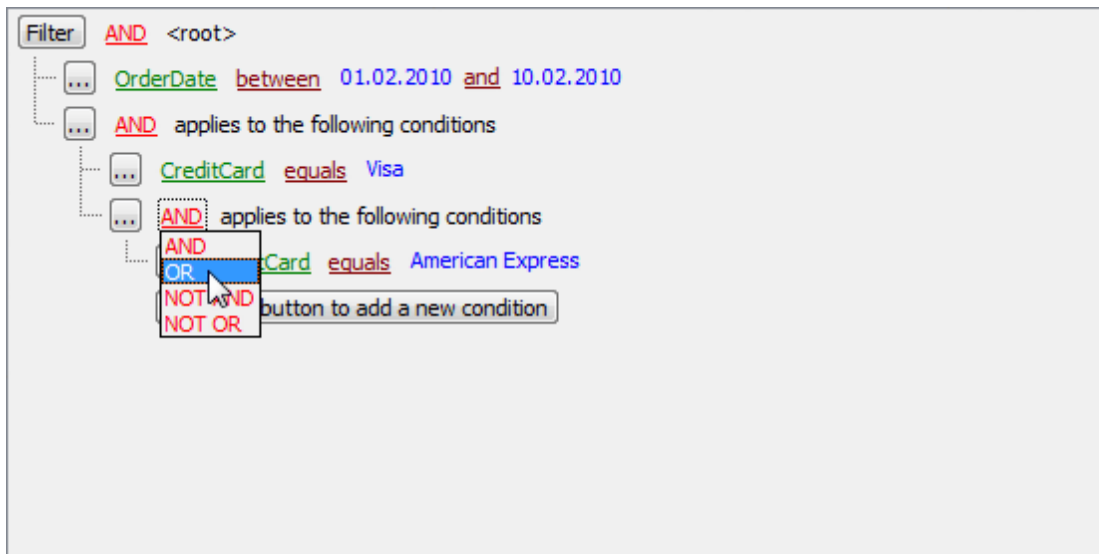 Filter AND <root>
... OrderDate between 01.02.2010 and 10.02.2010
... AND applies to the following conditions
... CreditCard equals Visa
... AND applies to the following conditions
AND
Card equals American Express
OR
NOT AND
button to add a new condition
NOT OR